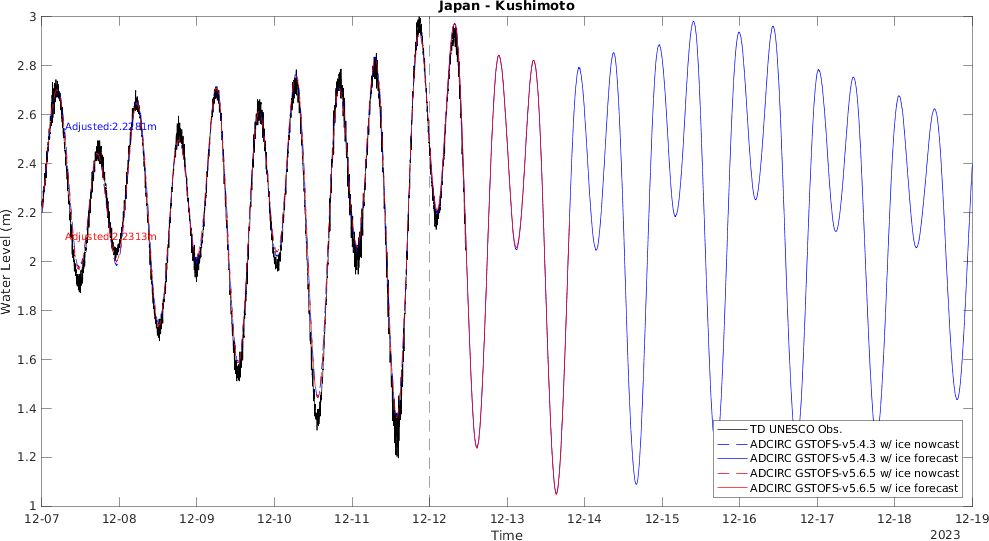 Japan - Kushimoto
3
2.8
2.6
2.4
2.2
2
1.8
1.6
1.4
1.2
1
Water Level (m)
Adjusted:2.2281m
Adjusted:2.2313m
TD UNESCO Obs.
ADCIRC GSTOFS-v5.4.3 w/ ice nowcast
ADCIRC GSTOFS-v5.4.3 w/ ice forecast
ADCIRC GSTOFS-v5.6.5 w/ ice nowcast
ADCIRC GSTOFS-v5.6.5 w/ ice forecast
12-07 12-08 12-09 12-10 12-11 12-12 12-13 12-14 12-15 12-16 12-17 12-18 12-19
Time
2023